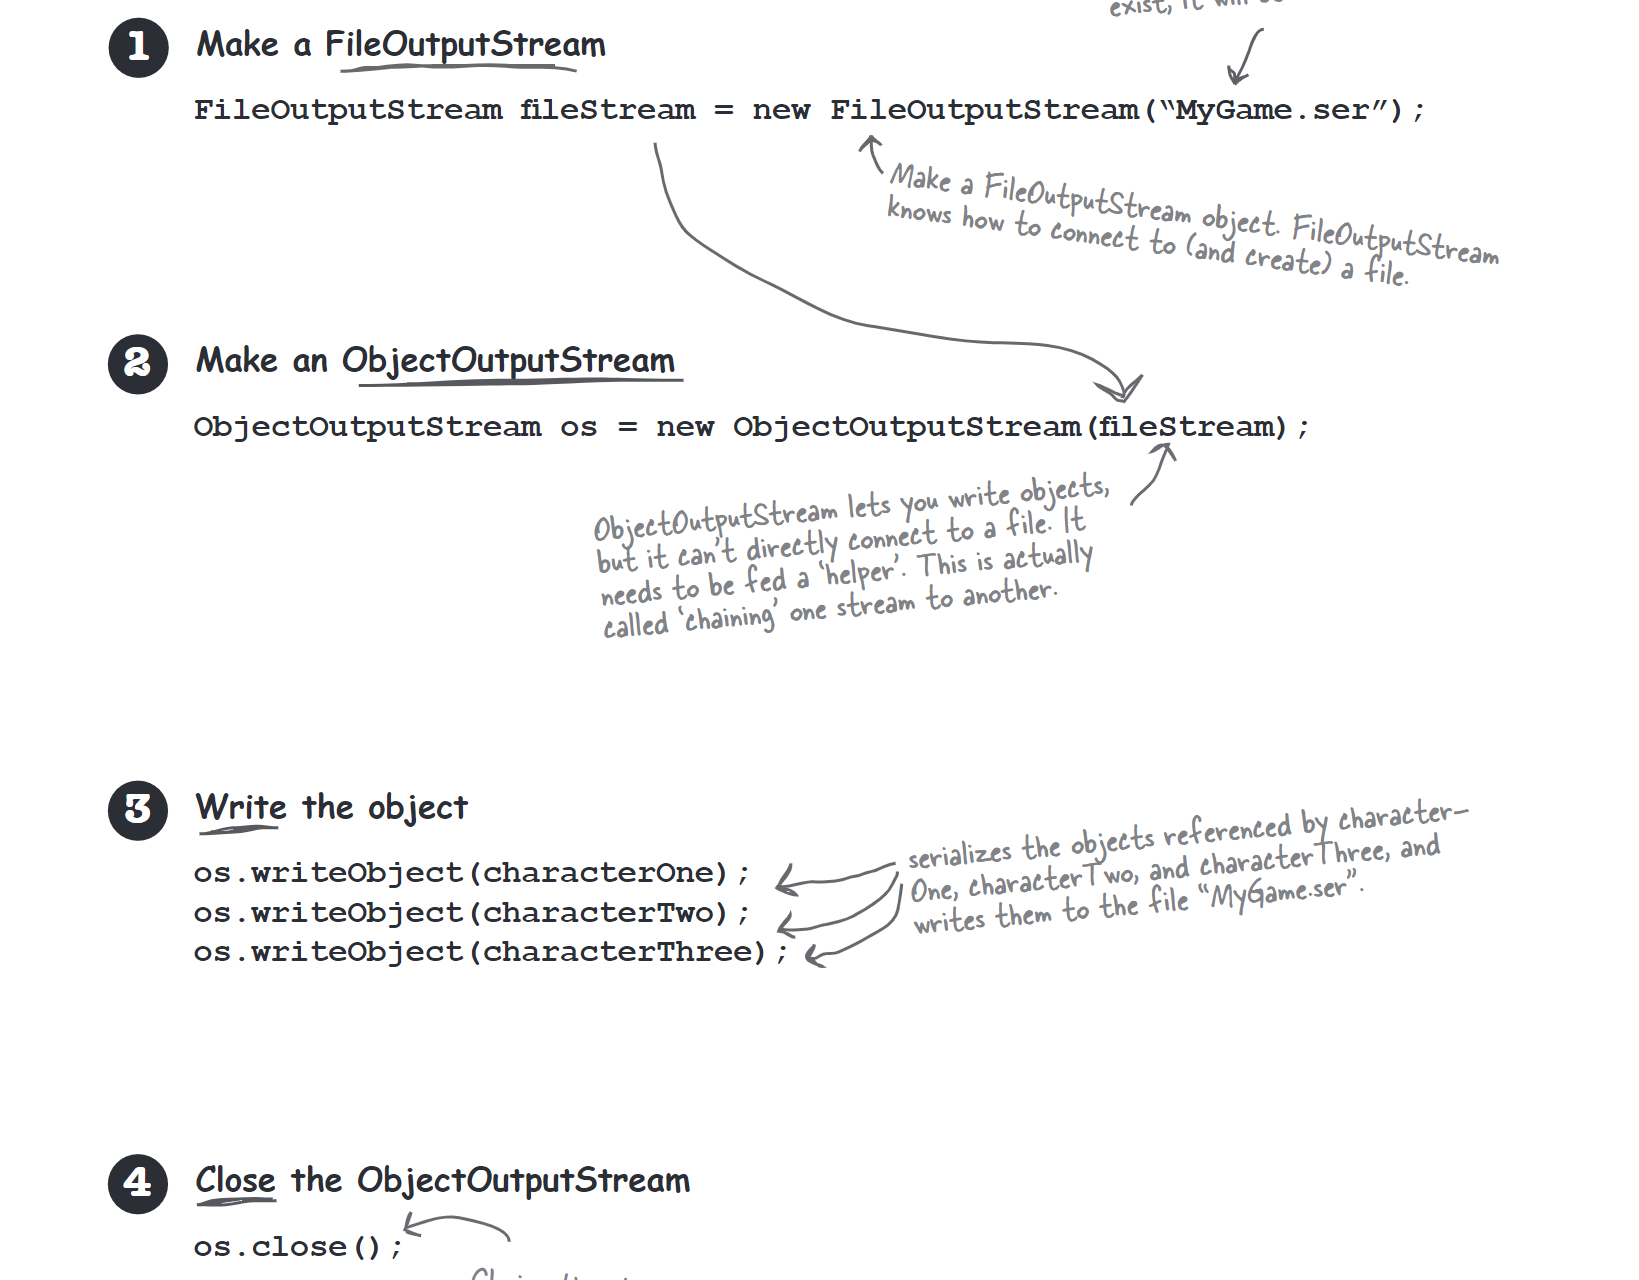 exist, it will be
1 Make a FileOutputStream
FileOutputStream fileStream = new FileOutputStream(“MyGame.ser”);
Make a FileOutputStream object. FileOutputStream
knows how to connect to (and create) a file.
2 Make an ObjectOutputStream
ObjectOutputStream os = new ObjectOutputStream(fileStream);
ObjectOutputStream lets you write objects,
but it can’t directly connect to a file. It
needs to be fed a ‘helper’. This is actually
called ‘chaining’ one stream to another.
3 Write the object
os.writeObject(characterOne);
os.writeObject(characterTwo);
os.writeObject(characterThree);
serializes the objects referenced by character-
One, characterTwo, and characterThree, and
writes them to the file “MyGame.ser”.
4 Close the ObjectOutputStream
os.close();